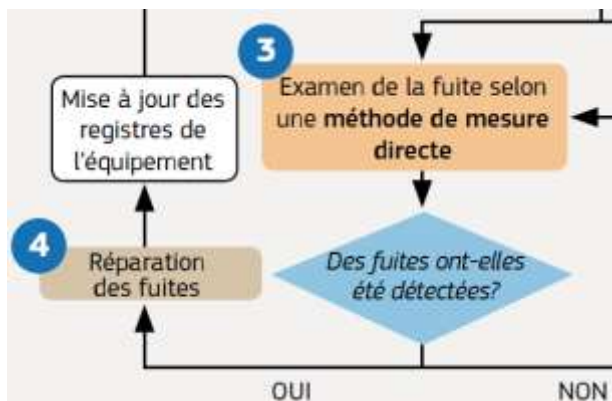 3
Examen de la fuite selon
une méthode de mesure
directe
Mise à jour des
registres de
l'équipement
4
Réparation
des fuites
Des fuites ont-elles
été détectées?
OUI
NON